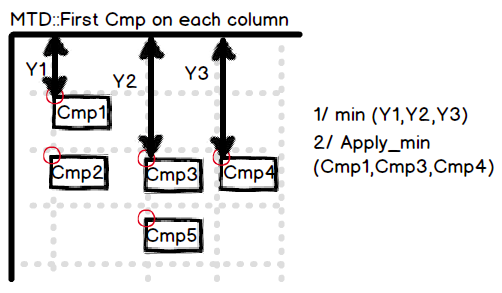 MTD::First Cmp on each column
Y1
Y2
Y3
Cmp1
1/ min (Y1,Y2,Y3)
2/ Apply_min
(Cmp1,Cmp3,Cmp4)
Cmp2
Cmp3
Cmp4
Cmp5